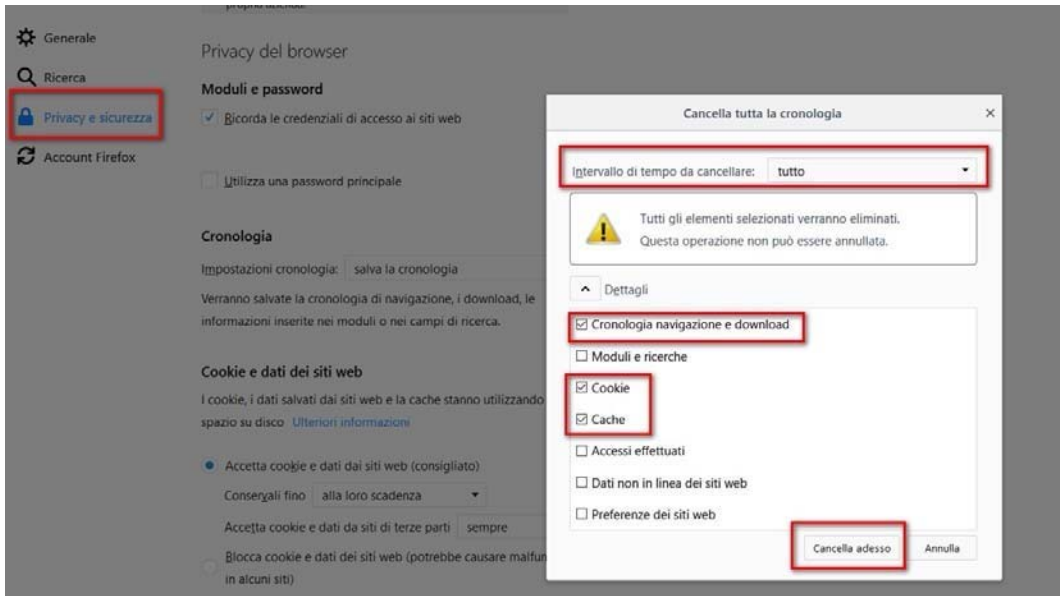 propria azienda.
Generale
Ricerca
Privacy e sicurezza
Account Firefox
Privacy del browser
Moduli e password
Ricorda le credenziali di accesso ai siti web
Utilizza una password principale
Cronologia
Impostazioni cronologia: salva la cronologia
Verranno salvate la cronologia di navigazione, i download, le
informazioni inserite nei moduli o nei campi di ricerca.
Cookie e dati dei siti web
I cookie, i dati salvati dai siti web e la cache stanno utilizzando
spazio su disco Ulteriori informazioni
Accetta cookie e dati dai siti web (consigliato)
Conservali fino alla loro scadenza
Accetta cookie e dati da siti di terze parti sempre
Blocca cookie e dati dei siti web (potrebbe causare
in alcuni siti)
Cancella tutta la cronologia
Intervallo di tempo da cancellare: tutto
Tutti gli elementi selezionati verranno eliminati.
Questa operazione non può essere annullata.
Dettagli
Cronologia navigazione e download
Moduli e ricerche
Cookie
Cache
Accessi effettuati
Dati non in linea dei siti web
Preferenze dei siti web
Cancella adesso Annulla